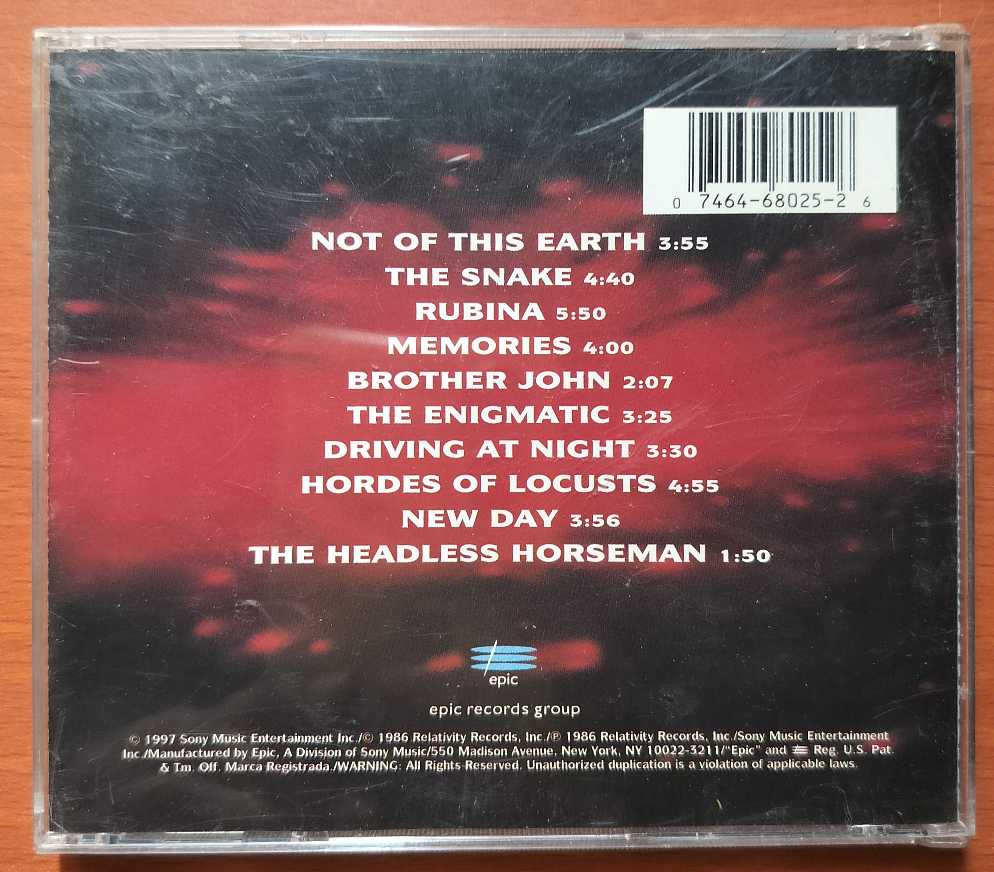 0 7464-68025-2 6
NOT OF THIS EARTH 3:55
THE SNAKE 4:40
RUBINA 5:50
MEMORIES 4:00
BROTHER JOHN 2:07
THE ENIGMATIC 3:25
DRIVING AT NIGHT 3:30
HORDES OF LOCUSTS 4:55
NEW DAY 3:56
THE HEADLESS HORSEMAN 1:50
epic
epic records group
© 1997 Sony Music Entertainment Inc./© 1986 Relativity Records, Inc./℗ 1986 Relativity Records, Inc./Sony Music Entertainment
Inc./Manufactured by Epic, A Division of Sony Music/550 Madison Avenue, New York, NY 10022-3211/"Epic" and Reg. U.S. Pat.
& Tm. Off. Marca Registrada./WARNING: All Rights Reserved. Unauthorized duplication is a violation of applicable laws.